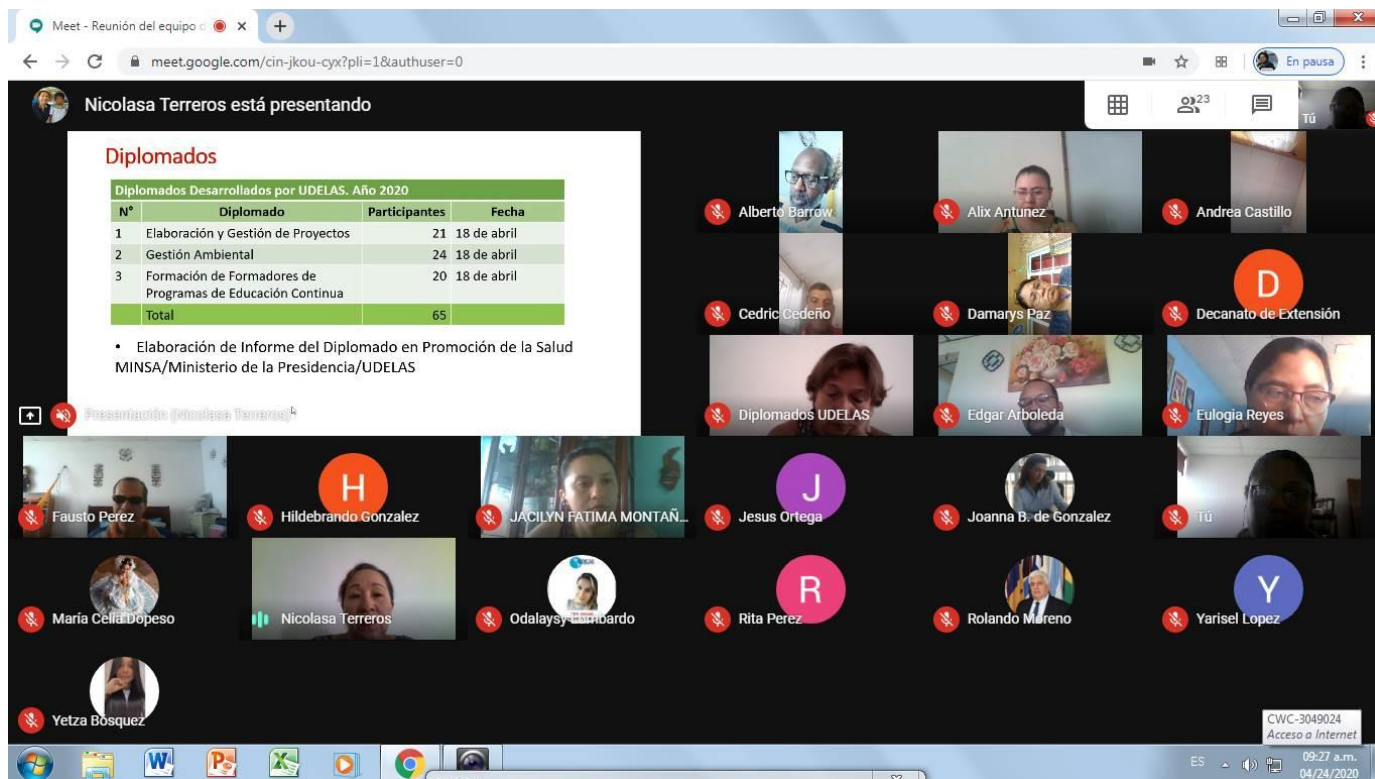 Meet - Reunión del equipo d
meet.google.com/cin-jkou-cyx?pli=1&authuser=0
En pausa
Nicolasa Terreros está presentando
23
Tú
Diplomados
Diplomados Desarrollados por UDELAS. Año 2020
N° Diplomado Participantes Fecha
1 Elaboración y Gestión de Proyectos 21 18 de abril
2 Gestión Ambiental 24 18 de abril
3 Formación de Formadores de Programas de Educación Continua 20 18 de abril
Total 65
• Elaboración de Informe del Diplomado en Promoción de la Salud
MINSA/Ministerio de la Presidencia/UDELAS
Presentación (Nicolasa Terreros)
Alberto Barrow
Alix Antunez
Andrea Castillo
Cedric Cedeño
Damarys Paz
D
Decanato de Extensión
Diplomados UDELAS
Edgar Arboleda
Eulogia Reyes
Fausto Perez
H
Hildebrando Gonzalez
JACILYN FATIMA MONTAÑ...
J
Jesus Ortega
Joanna B. de Gonzalez
Tú
María Celia Dopeso
Nicolasa Terreros
Odalaysy Lombardo
R
Rita Perez
Rolando Moreno
Y
Yarisel Lopez
Yetza Bósquez
CWC-3049024
Acceso a Internet
ES
09:27 a.m.
04/24/2020